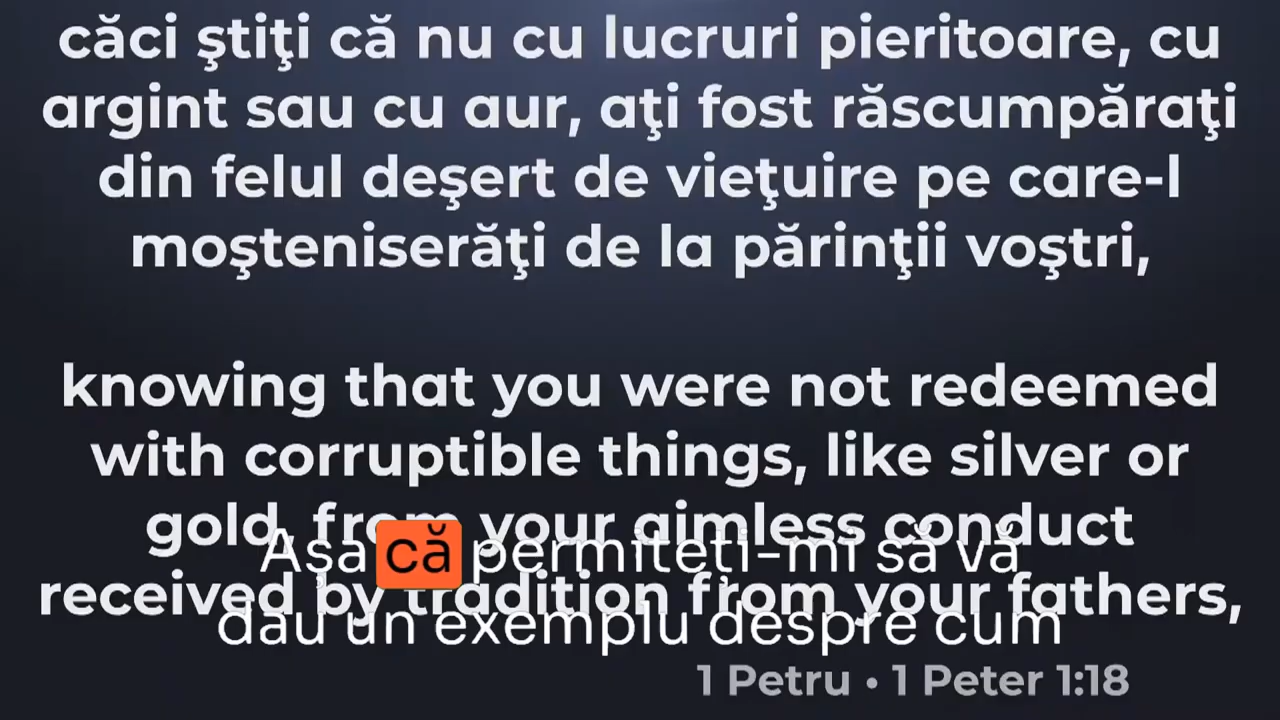 căci ştiţi că nu cu lucruri pieritoare, cu
argint sau cu aur, aţi fost răscumpăraţi
din felul deşert de vieţuire pe care-l
moşteniserăţi de la părinţii voştri,
knowing that you were not redeemed
with corruptible things, like silver or
gold, from your aimless conduct
Așa că permiteți-mi să vă
received by tradition from your fathers,
dau un exemplu despre cum
1 Petru • 1 Peter 1:18